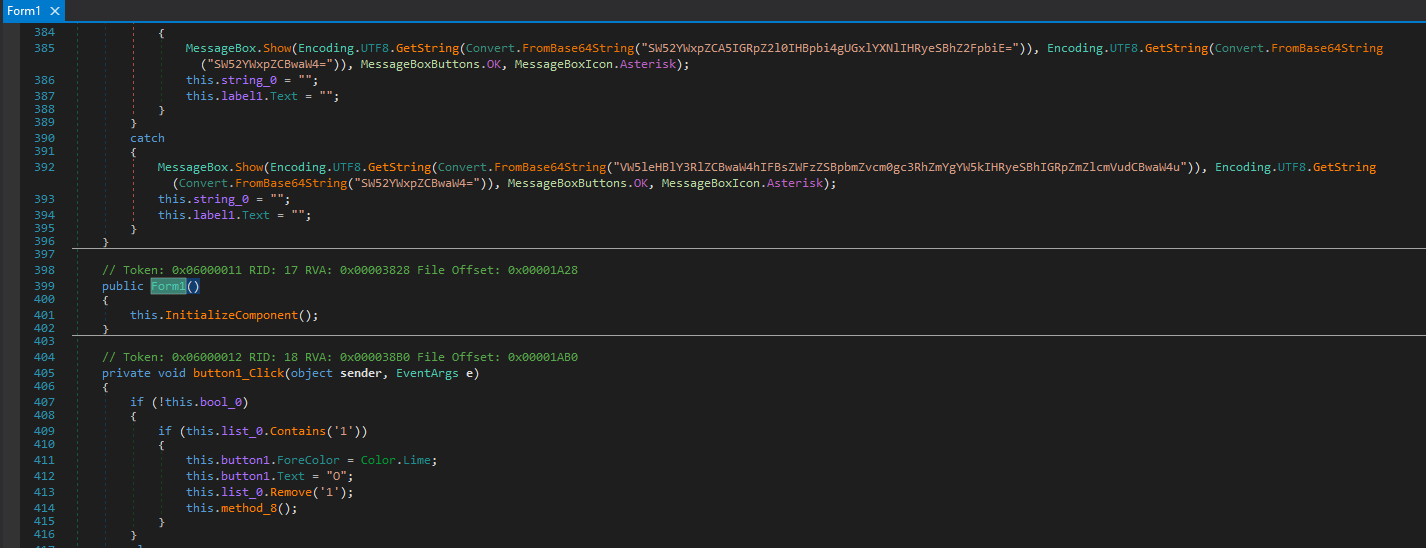 Form1 ×
384 {
385 MessageBox.Show(Encoding.UTF8.GetString(Convert.FromBase64String("SW52YWxpZCA5IGRpZ2l0IHBpbi4gUGxlYXNlIHRyeSBhZ2FpbiE=")), Encoding.UTF8.GetString(Convert.FromBase64String
("SW52YWxpZCBwaW4=")), MessageBoxButtons.OK, MessageBoxIcon.Asterisk);
386 this.string_0 = "";
387 this.label1.Text = "";
388 }
389 }
390 catch
391 {
392 MessageBox.Show(Encoding.UTF8.GetString(Convert.FromBase64String("VW5leHBlY3RlZCBwaW4hIFBsZWFzZSBpbmZvcm0gc3RhZmYgYW5kIHRyeSBhIGRpZmZlcmVudCBwaW4u")), Encoding.UTF8.GetString
(Convert.FromBase64String("SW52YWxpZCBwaW4=")), MessageBoxButtons.OK, MessageBoxIcon.Asterisk);
393 this.string_0 = "";
394 this.label1.Text = "";
395 }
396 }
397
398 // Token: 0x06000011 RID: 17 RVA: 0x00003828 File Offset: 0x00001A28
399 public Form1()
400 {
401 this.InitializeComponent();
402 }
403
404 // Token: 0x06000012 RID: 18 RVA: 0x000038B0 File Offset: 0x00001AB0
405 private void button1_Click(object sender, EventArgs e)
406 {
407 if (!this.bool_0)
408 {
409 if (this.list_0.Contains('1'))
410 {
411 this.button1.ForeColor = Color.Lime;
412 this.button1.Text = "O";
413 this.list_0.Remove('1');
414 this.method_8();
415 }
416 }